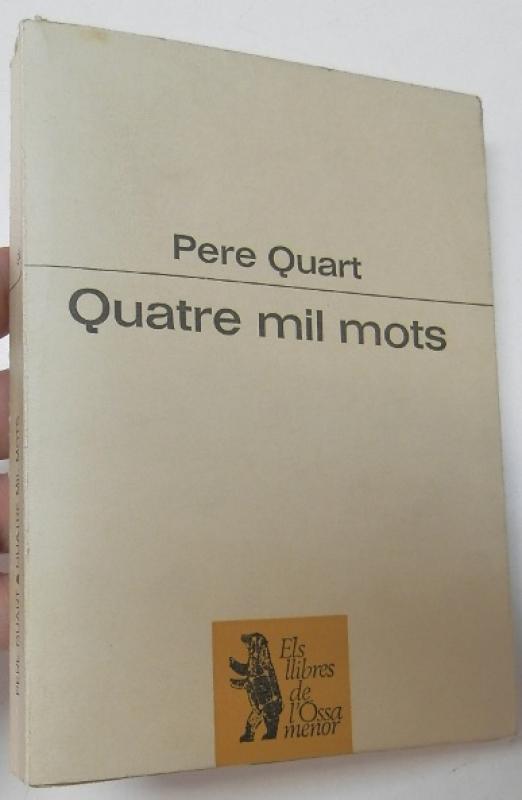 Pere Quart
Quatre mil mots
Els
llibres
de
l'Ossa
menor
PERE QUART QUATRE MIL MOTS